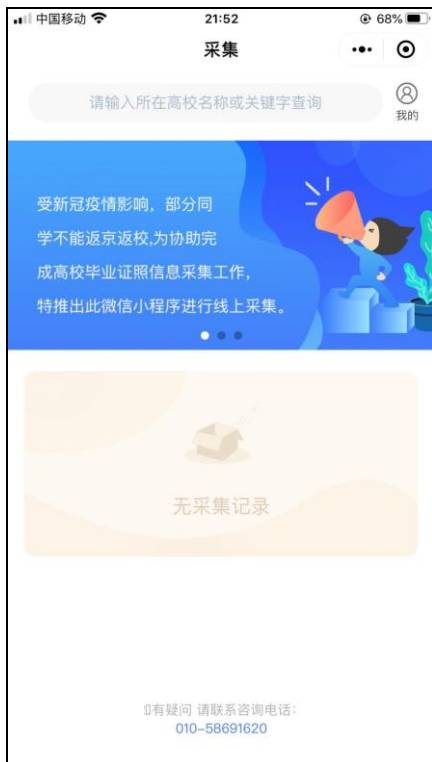 中国移动 21:52 68%
采集
请输入所在高校名称或关键字查询
我的
受新冠疫情影响，部分同
学不能返京返校,为协助完
成高校毕业证照信息采集工作，
特推出此微信小程序进行线上采集。
无采集记录
有疑问 请联系咨询电话：
010-58691620